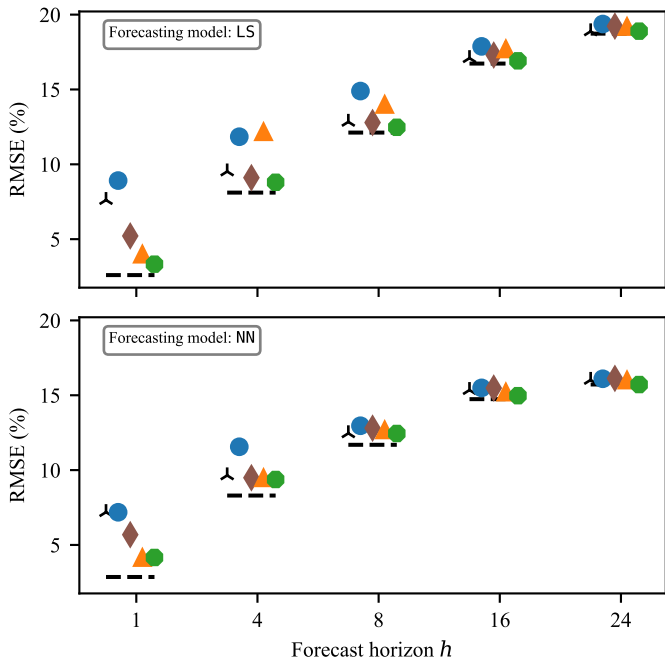 20
15
10
5
RMSE (%)
Forecasting model: LS
20
15
10
5
RMSE (%)
Forecasting model: NN
1 4 8 16 24
Forecast horizon h